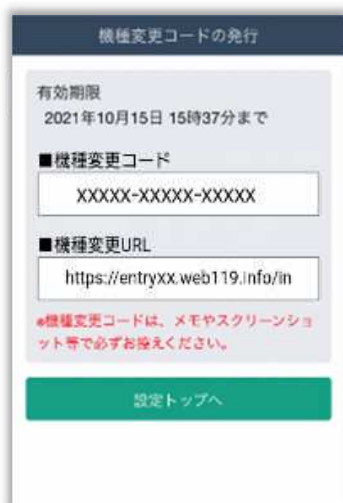 機種変更コードの発行
有効期限
2021年10月15日 15時37分まで
■機種変更コード
XXXXX-XXXXX-XXXXX
■機種変更URL
https://entryxx.web119.info/in
※機種変更コードは、メモやスクリーンショ
ット等で必ずお控えください。
設定トップへ